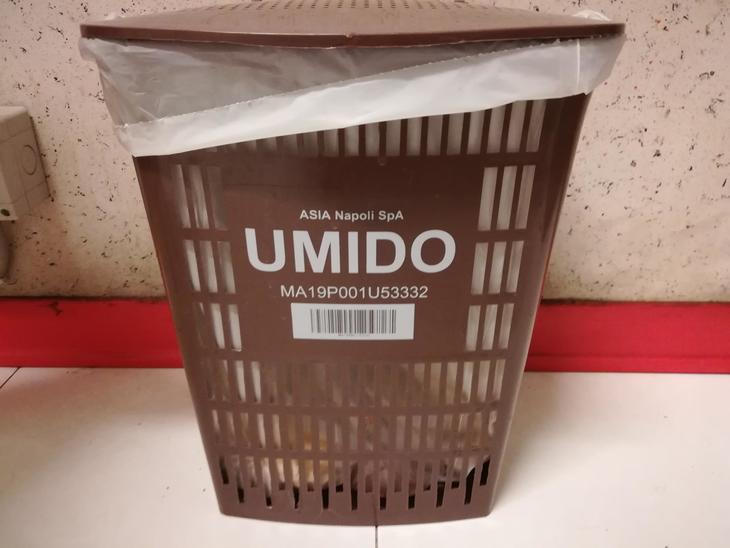 ASIA Napoli SpA
UMIDO
MA19P001U53332